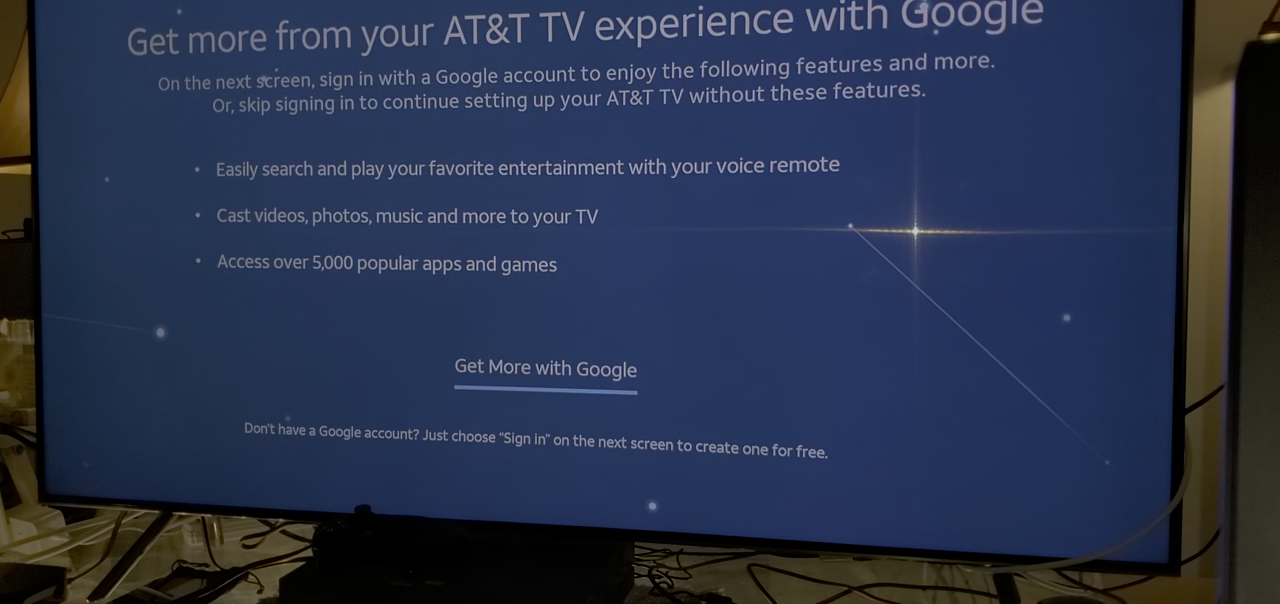 Get more from your AT&T TV experience with Google
On the next screen, sign in with a Google account to enjoy the following features and more.
Or, skip signing in to continue setting up your AT&T TV without these features.
• Easily search and play your favorite entertainment with your voice remote
• Cast videos, photos, music and more to your TV
• Access over 5,000 popular apps and games
Get More with Google
Don't have a Google account? Just choose "Sign in" on the next screen to create one for free.